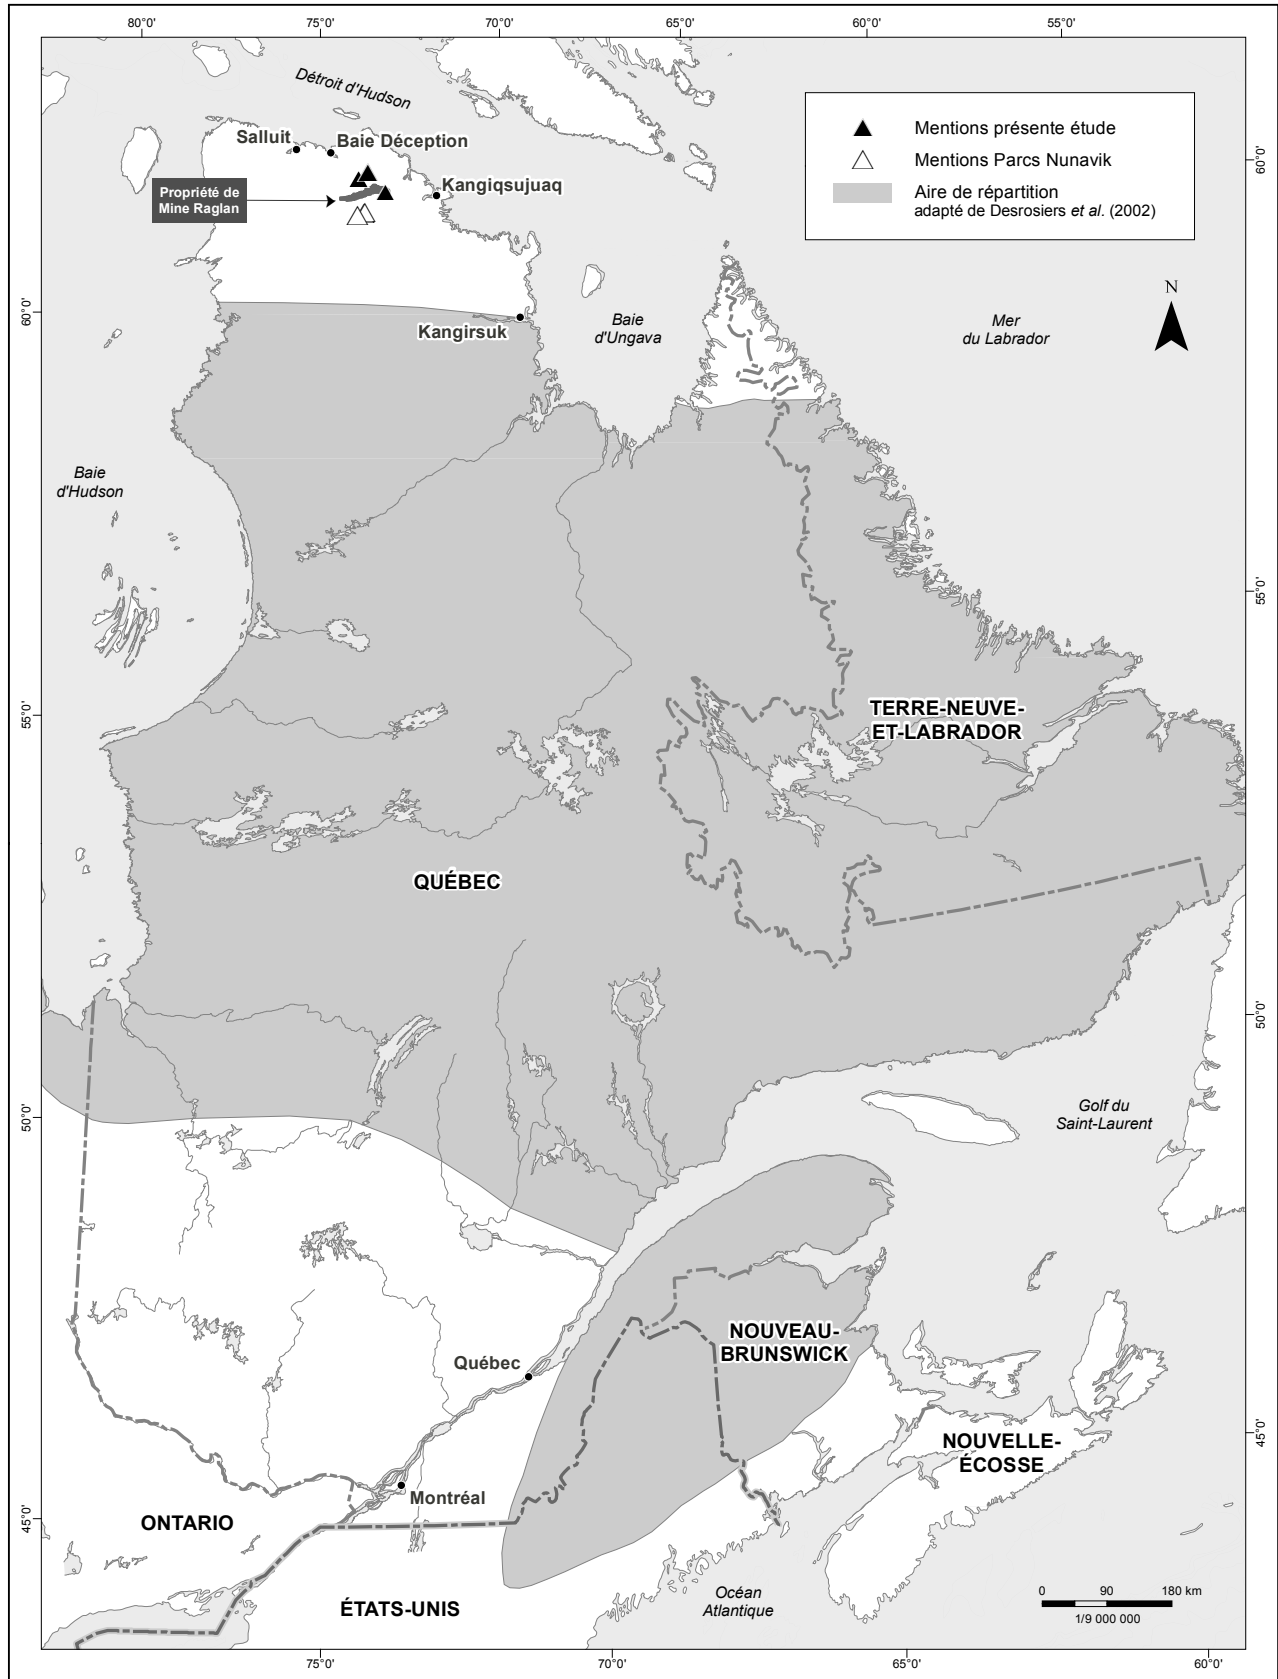 80°0'
75°0'
70°0'
65°0'
60°0'
55°0'
Détroit d'Hudson
Mentions présente étude
Mentions Parcs Nunavik
Aire de répartition
adapté de Desrosiers et al. (2002)
Salluit
Baie Déception
Kangiqsujuaq
Propriété de
Mine Raglan
60°0'
60°0'
N
Kangirsuk
Baie
d'Ungava
Mer
du Labrador
Baie
d'Hudson
55°0'
55°0'
TERRE-NEUVE-
ET-LABRADOR
QUÉBEC
50°0'
50°0'
Golf du
Saint-Laurent
NOUVEAU-
BRUNSWICK
Québec
45°0'
NOUVELLE-
ÉCOSSE
Montréal
45°0'
ONTARIO
ÉTATS-UNIS
Océan
Atlantique
0 90 180 km
1/9 000 000
75°0'
70°0'
65°0'
60°0'